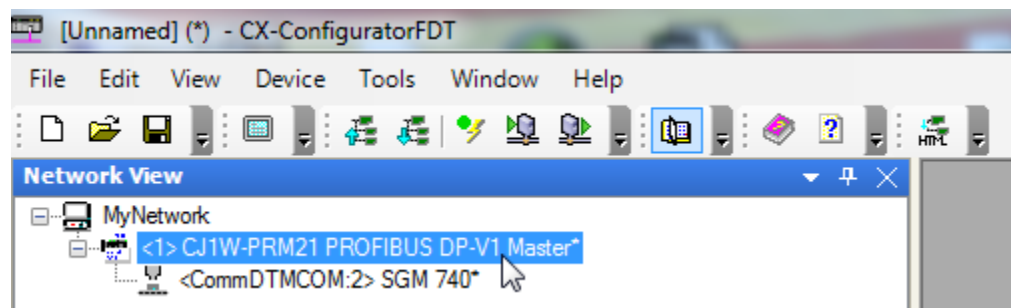 [Unnamed] (*) - CX-ConfiguratorFDT
File Edit View Device Tools Window Help
HTML
Network View
MyNetwork
<1> CJ1W-PRM21 PROFIBUS DP-V1 Master*
<CommDTMCOM:2> SGM 740*